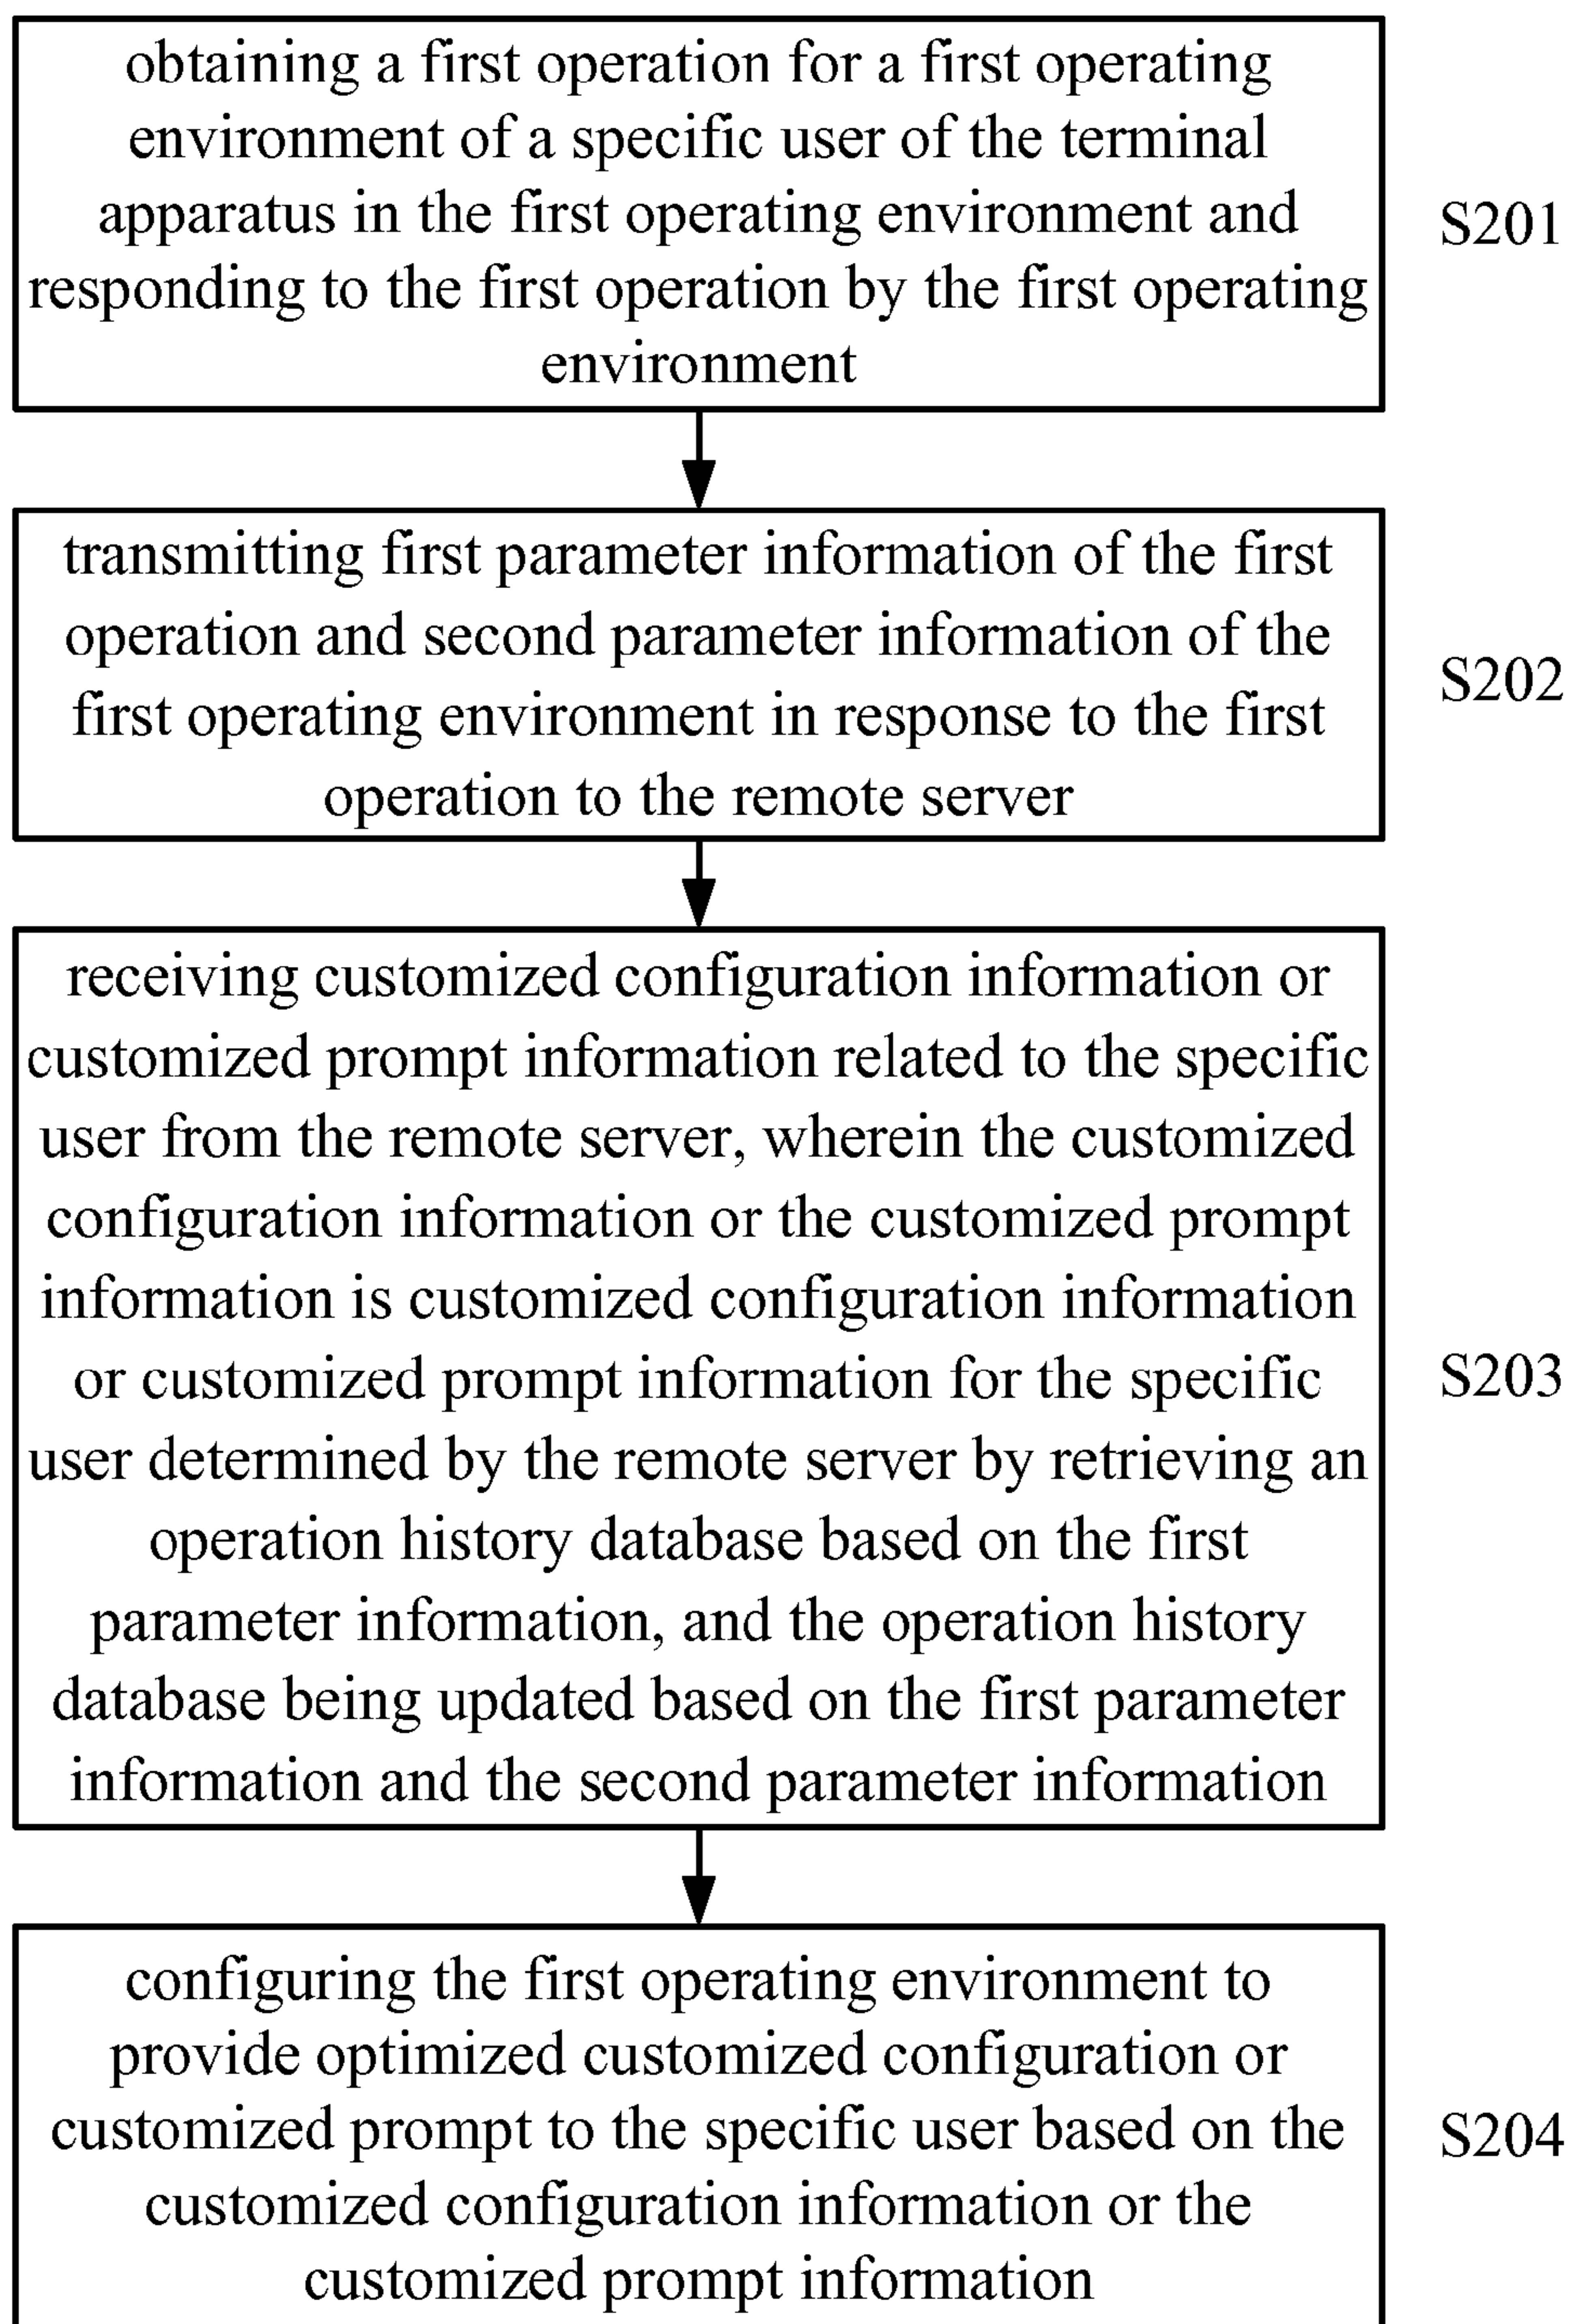 obtaining a first operation for a first operating
environment of a specific user of the terminal
apparatus in the first operating environment and
responding to the first operation by the first operating
environment
S201
transmitting first parameter information of the first
operation and second parameter information of the
first operating environment in response to the first
operation to the remote server
S202
receiving customized configuration information or
customized prompt information related to the specific
user from the remote server, wherein the customized
configuration information or the customized prompt
information is customized configuration information
or customized prompt information for the specific
user determined by the remote server by retrieving an
operation history database based on the first
parameter information, and the operation history
database being updated based on the first parameter
information and the second parameter information
S203
configuring the first operating environment to
provide optimized customized configuration or
customized prompt to the specific user based on the
customized configuration information or the
customized prompt information
S204